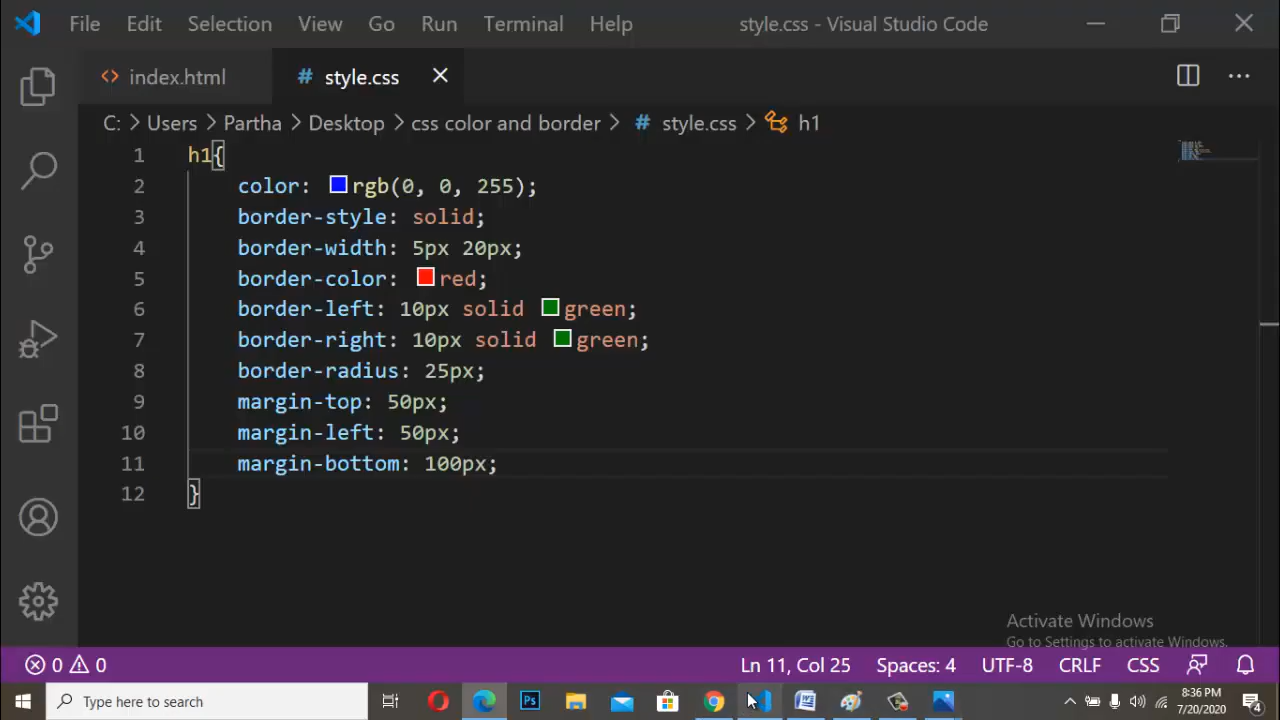 File Edit Selection View Go Run Terminal Help style.css - Visual Studio Code
index.html style.css
C: > Users > Partha > Desktop > css color and border > # style.css > h1
1 h1{
2 color: rgb(0, 0, 255);
3 border-style: solid;
4 border-width: 5px 20px;
5 border-color: red;
6 border-left: 10px solid green;
7 border-right: 10px solid green;
8 border-radius: 25px;
9 margin-top: 50px;
10 margin-left: 50px;
11 margin-bottom: 100px;
12 }
Activate Windows
Go to Settings to activate Windows.
0 0 Ln 11, Col 25 Spaces: 4 UTF-8 CRLF CSS
Type here to search Ps 8:36 PM
7/20/2020 4